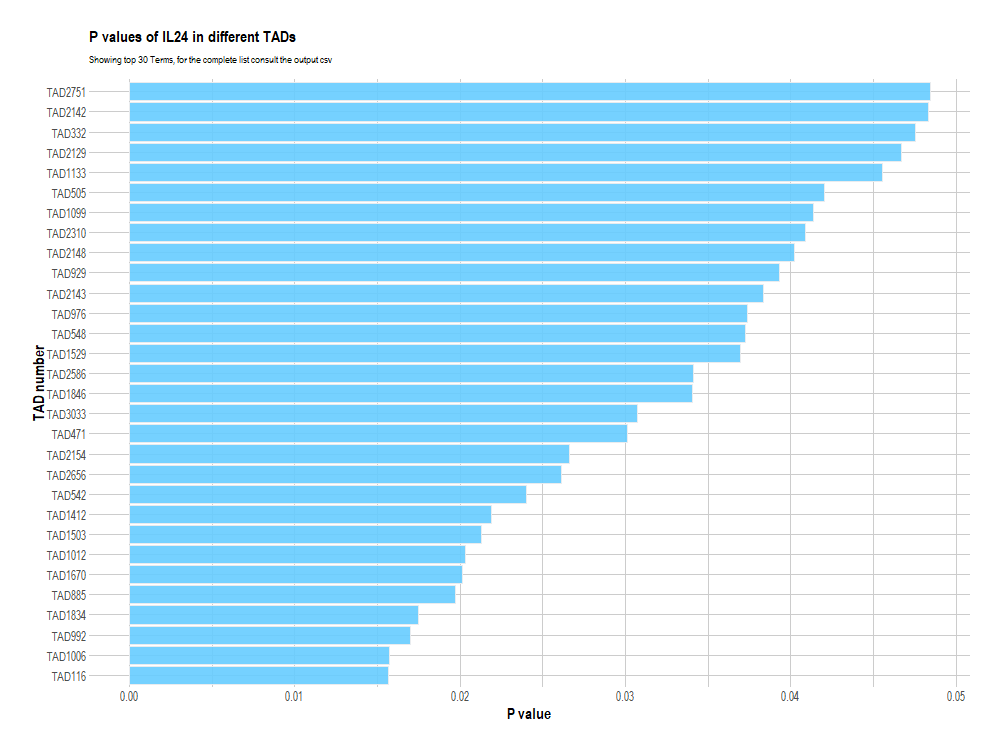 P values of IL24 in different TADs
Showing top 30 Terms, for the complete list consult the output csv
TAD number
TAD2751
TAD2142
TAD332
TAD2129
TAD1133
TAD505
TAD1099
TAD2310
TAD2148
TAD929
TAD2143
TAD976
TAD548
TAD1529
TAD2586
TAD1846
TAD3033
TAD471
TAD2154
TAD2656
TAD542
TAD1412
TAD1503
TAD1012
TAD1670
TAD885
TAD1834
TAD992
TAD1006
TAD116
0.00 0.01 0.02 0.03 0.04 0.05
P value